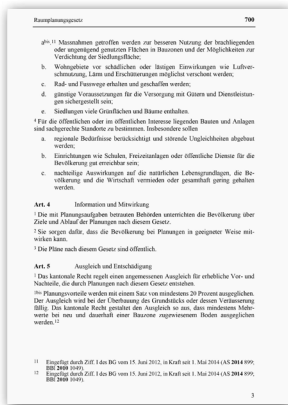 Raumplanungsgesetz 700
abis.11 Massnahmen getroffen werden zur besseren Nutzung der brachliegenden
oder ungenügend genutzten Flächen in Bauzonen und der Möglichkeiten zur
Verdichtung der Siedlungsfläche;
b. Wohngebiete vor schädlichen oder lästigen Einwirkungen wie Luftver-
schmutzung, Lärm und Erschütterungen möglichst verschont werden;
c. Rad- und Fusswege erhalten und geschaffen werden;
d. günstige Voraussetzungen für die Versorgung mit Gütern und Dienstleistun-
gen sichergestellt sein;
e. Siedlungen viele Grünflächen und Bäume enthalten.
4 Für die öffentlichen oder im öffentlichen Interesse liegenden Bauten und Anlagen
sind sachgerechte Standorte zu bestimmen. Insbesondere sollen
a. regionale Bedürfnisse berücksichtigt und störende Ungleichheiten abgebaut
werden;
b. Einrichtungen wie Schulen, Freizeitanlagen oder öffentliche Dienste für die
Bevölkerung gut erreichbar sein;
c. nachteilige Auswirkungen auf die natürlichen Lebensgrundlagen, die Be-
völkerung und die Wirtschaft vermieden oder gesamthaft gering gehalten
werden.
Art. 4 Information und Mitwirkung
1 Die mit Planungsaufgaben betrauten Behörden unterrichten die Bevölkerung über
Ziele und Ablauf der Planungen nach diesem Gesetz.
2 Sie sorgen dafür, dass die Bevölkerung bei Planungen in geeigneter Weise mit-
wirken kann.
3 Die Pläne nach diesem Gesetz sind öffentlich.
Art. 5 Ausgleich und Entschädigung
1 Das kantonale Recht regelt einen angemessenen Ausgleich für erhebliche Vor- und
Nachteile, die durch Planungen nach diesem Gesetz entstehen.
1bis Planungsvorteile werden mit einem Satz von mindestens 20 Prozent ausgeglichen.
Der Ausgleich wird bei der Überbauung des Grundstücks oder dessen Veräusserung
fällig. Das kantonale Recht gestaltet den Ausgleich so aus, dass mindestens Mehr-
werte bei neu und dauerhaft einer Bauzone zugewiesenem Boden ausgeglichen
werden.12
11 Eingefügt durch Ziff. I des BG vom 15. Juni 2012, in Kraft seit 1. Mai 2014 (AS 2014 899;
BBl 2010 1049).
12 Eingefügt durch Ziff. I des BG vom 15. Juni 2012, in Kraft seit 1. Mai 2014 (AS 2014 899;
BBl 2010 1049).
3